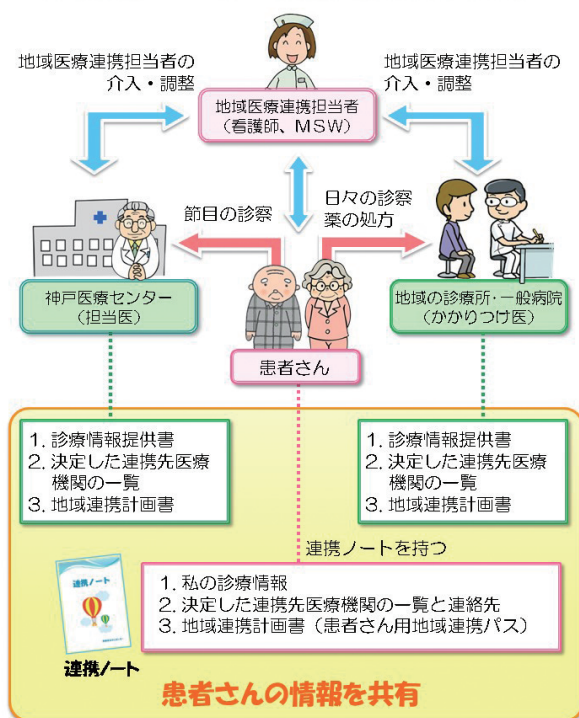 地域医療連携担当者の
介入・調整
地域医療連携担当者の
介入・調整
地域医療連携担当者
（看護師、MSW）
節目の診察
日々の診察
薬の処方
神戸医療センター
（担当医）
地域の診療所・一般病院
（かかりつけ医）
患者さん
1. 診療情報提供書
2. 決定した連携先医療
機関の一覧
3. 地域連携計画書
1. 診療情報提供書
2. 決定した連携先医療
機関の一覧
3. 地域連携計画書
連携ノートを持つ
1. 私の診療情報
2. 決定した連携先医療機関の一覧と連絡先
3. 地域連携計画書（患者さん用地域連携パス）
連携ノート
連携ノート
患者さんの情報を共有